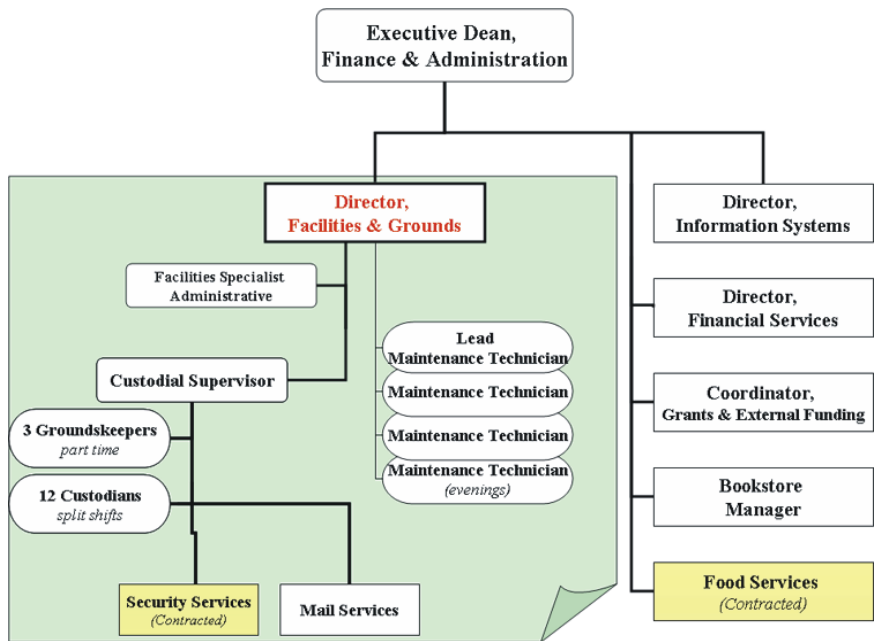 Executive Dean,
Finance & Administration
Director,
Facilities & Grounds
Facilities Specialist
Administrative
Custodial Supervisor
3 Groundskeepers
part time
12 Custodians
split shifts
Security Services
(Contracted)
Mail Services
Lead
Maintenance Technician
Maintenance Technician
Maintenance Technician
Maintenance Technician
(evenings)
Director,
Information Systems
Director,
Financial Services
Coordinator,
Grants & External Funding
Bookstore
Manager
Food Services
(Contracted)